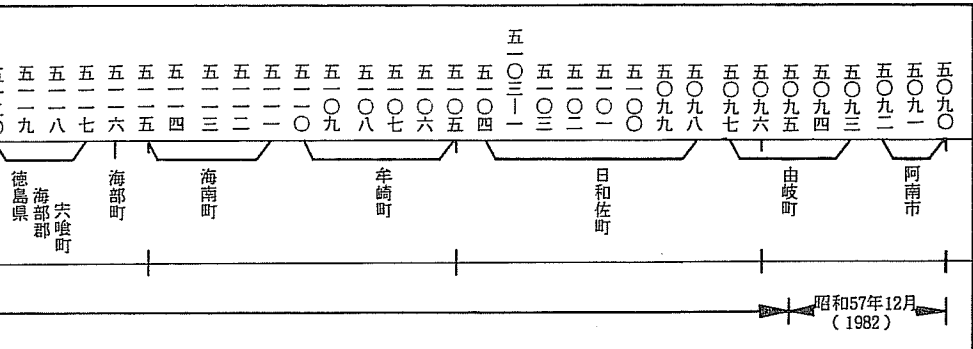 五〇九〇
五〇九一
五〇九二
五〇九三
五〇九四
五〇九五
五〇九六
五〇九七
五〇九八
五〇九九
五一〇〇
五一〇一
五一〇二
五一〇三
五一〇三—一
五一〇四
五一〇五
五一〇六
五一〇七
五一〇八
五一〇九
五一一〇
五一一一
五一一二
五一一三
五一一四
五一一五
五一一六
五一一七
五一一八
五一一九
阿南市
由岐町
日和佐町
牟崎町
海南町
海部町
宍喰町
海部郡
徳島県
昭和57年12月
(1982)